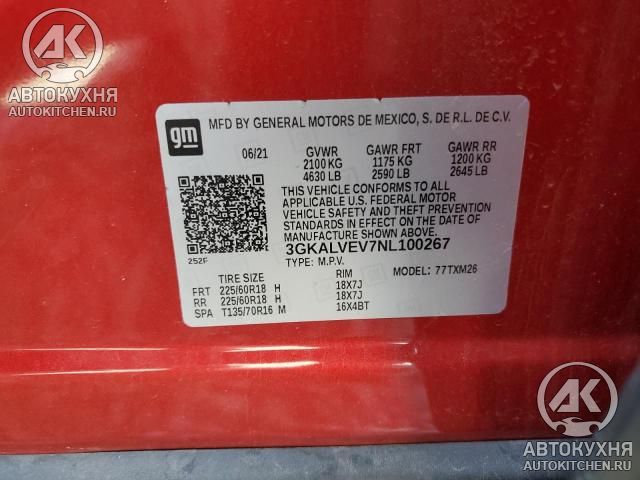 AK
АВТОКУХНЯ
AUTOKITCHEN.RU
gm
MFD BY GENERAL MOTORS DE MEXICO, S. DE R.L. DE C.V.
06/21 GVWR GAWR FRT GAWR RR
2100 KG 1175 KG 1200 KG
4630 LB 2590 LB 2645 LB
THIS VEHICLE CONFORMS TO ALL
APPLICABLE U.S. FEDERAL MOTOR
VEHICLE SAFETY AND THEFT PREVENTION
STANDARDS IN EFFECT ON THE DATE OF
MANUFACTURE SHOWN ABOVE.
3GKALVEV7NL100267
252F
TYPE: M.P.V. MODEL: 77TXM26
TIRE SIZE RIM
FRT 225/60R18 H 18X7J
RR 225/60R18 H 18X7J
SPA T135/70R16 M 16X4BT
AK
АВТОКУХНЯ
AUTOKITCHEN.RU